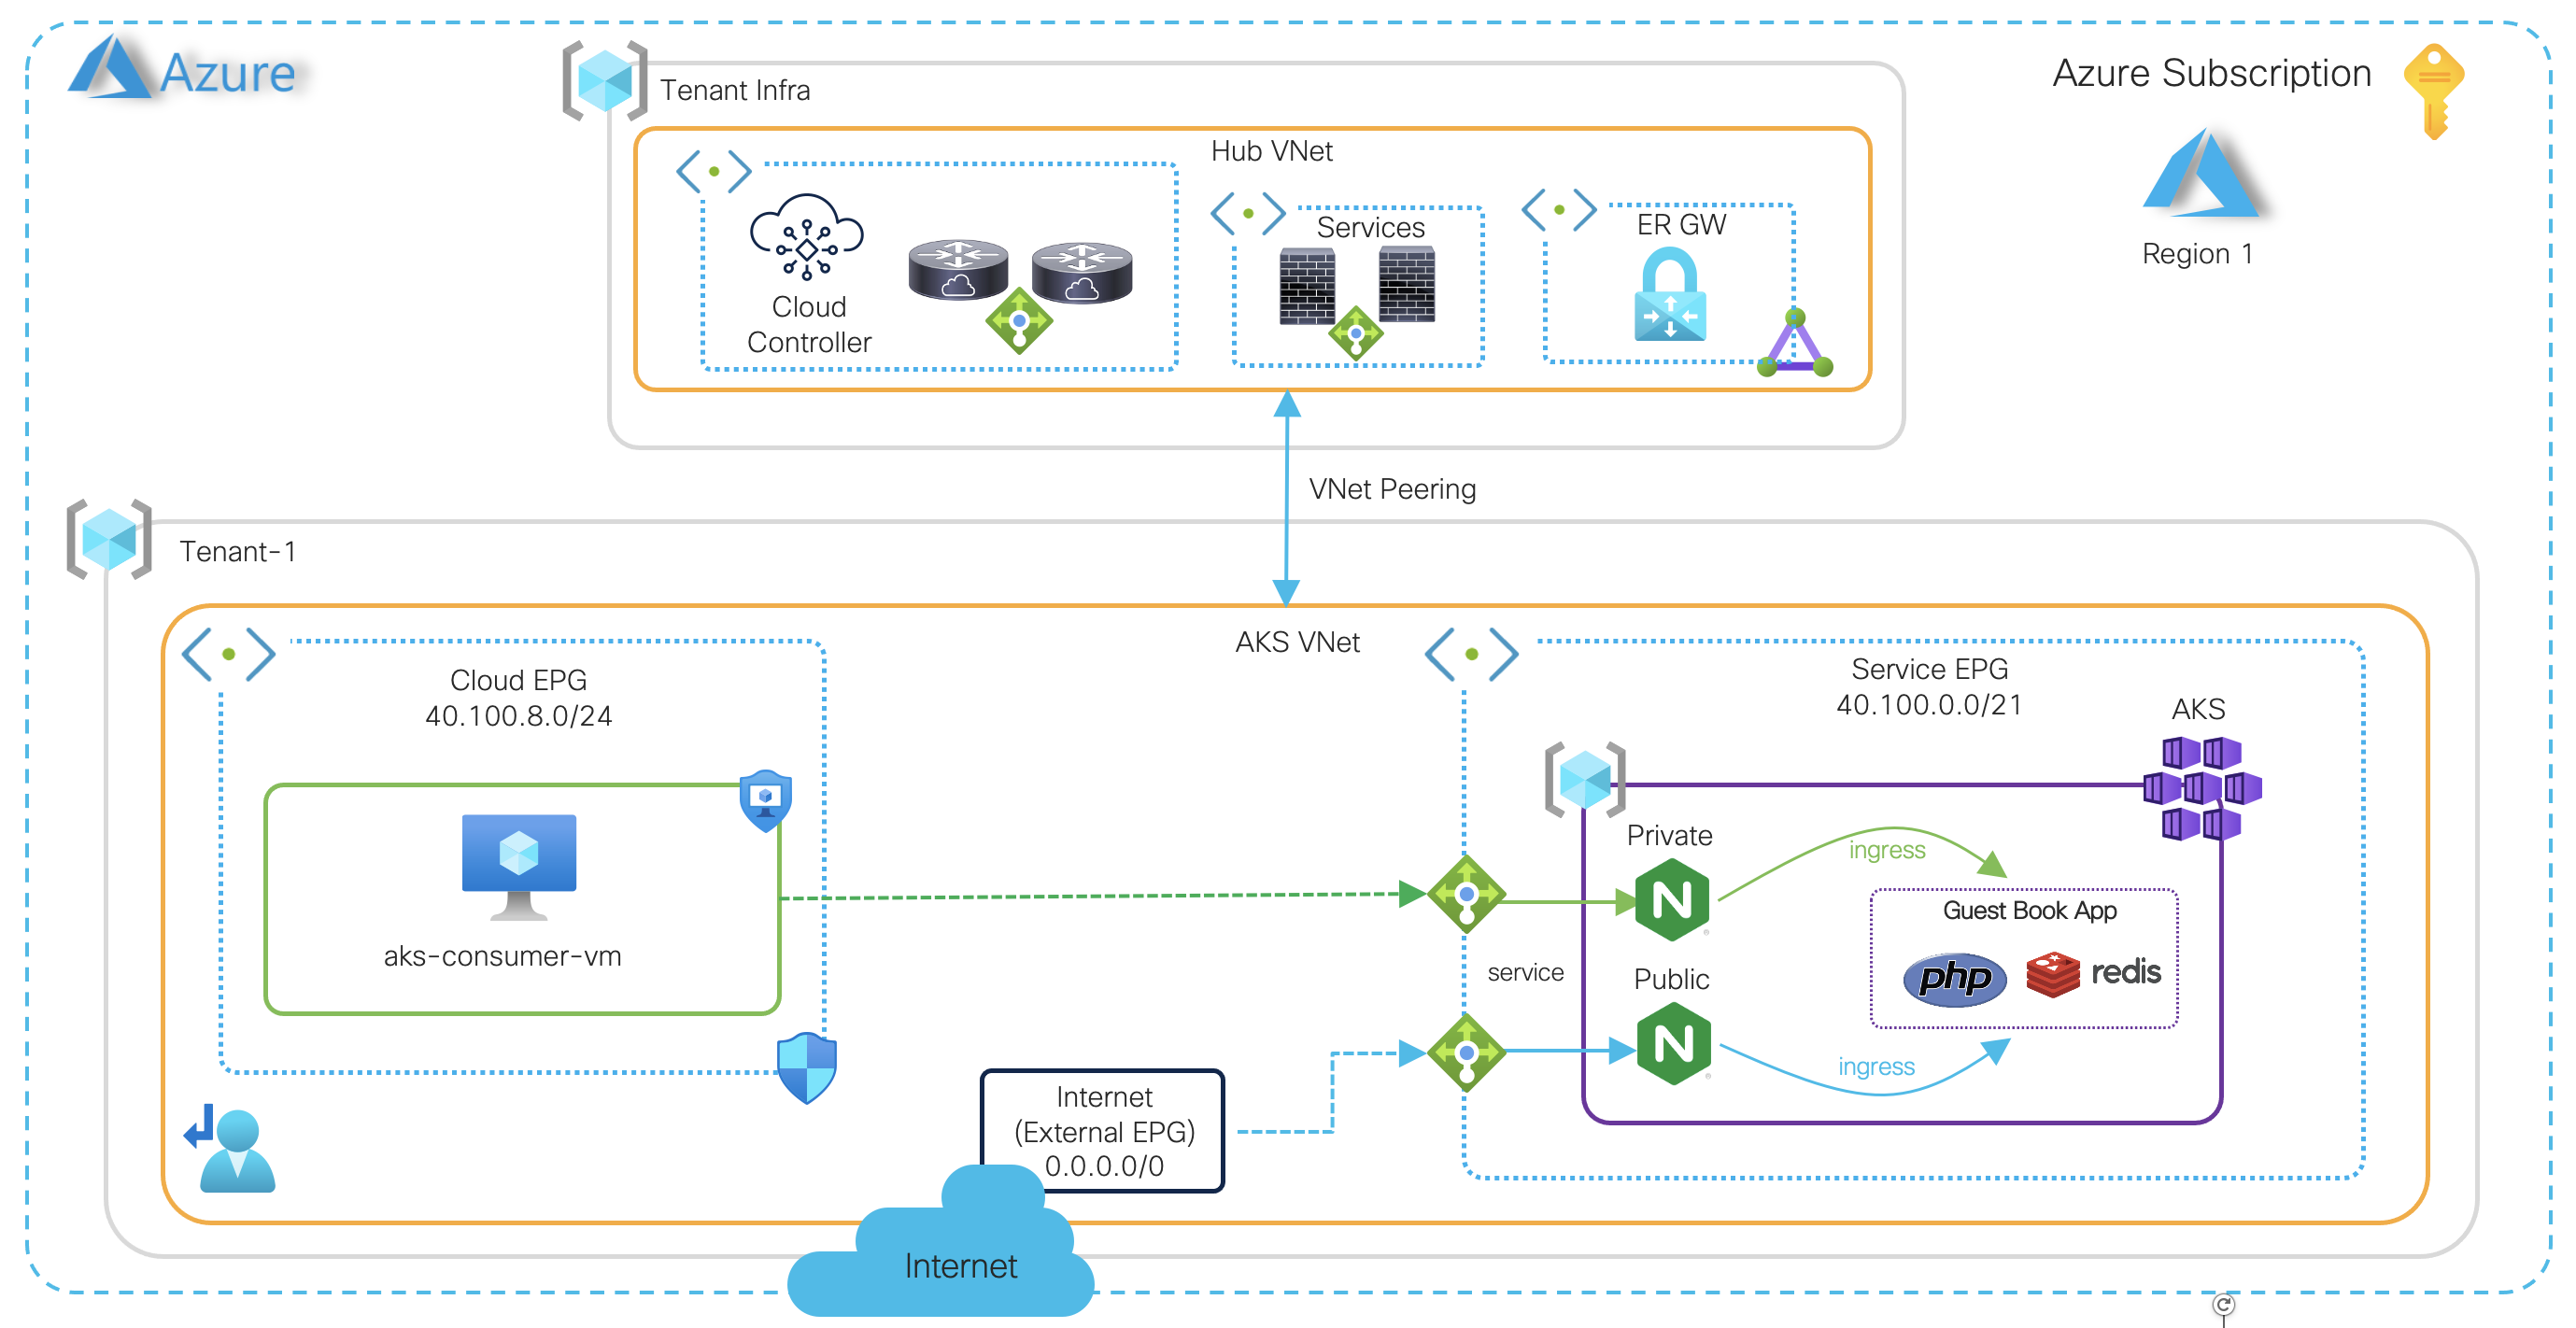 Azure
Tenant Infra
Azure Subscription
Region 1
Hub VNet
Cloud
Controller
Services
ER GW
VNet Peering
Tenant-1
AKS VNet
Cloud EPG
40.100.8.0/24
aks-consumer-vm
Service EPG
40.100.0.0/21
AKS
Private
N
ingress
Guest Book App
php
redis
service
Public
N
ingress
Internet
(External EPG)
0.0.0.0/0
Internet